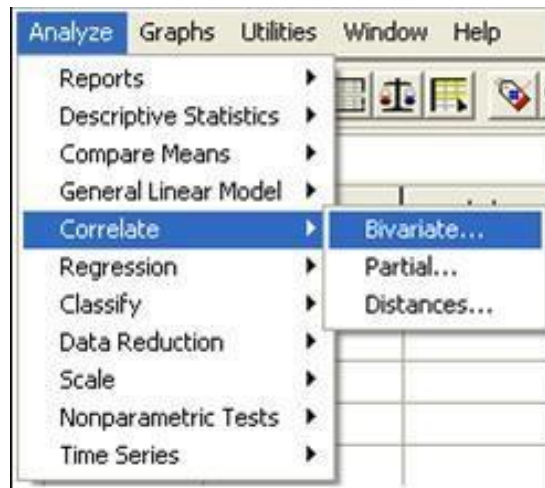 Analyze Graphs Utilities Window Help
Reports
Descriptive Statistics
Compare Means
General Linear Model
Correlate
Bivariate...
Regression
Partial...
Classify
Distances...
Data Reduction
Scale
Nonparametric Tests
Time Series